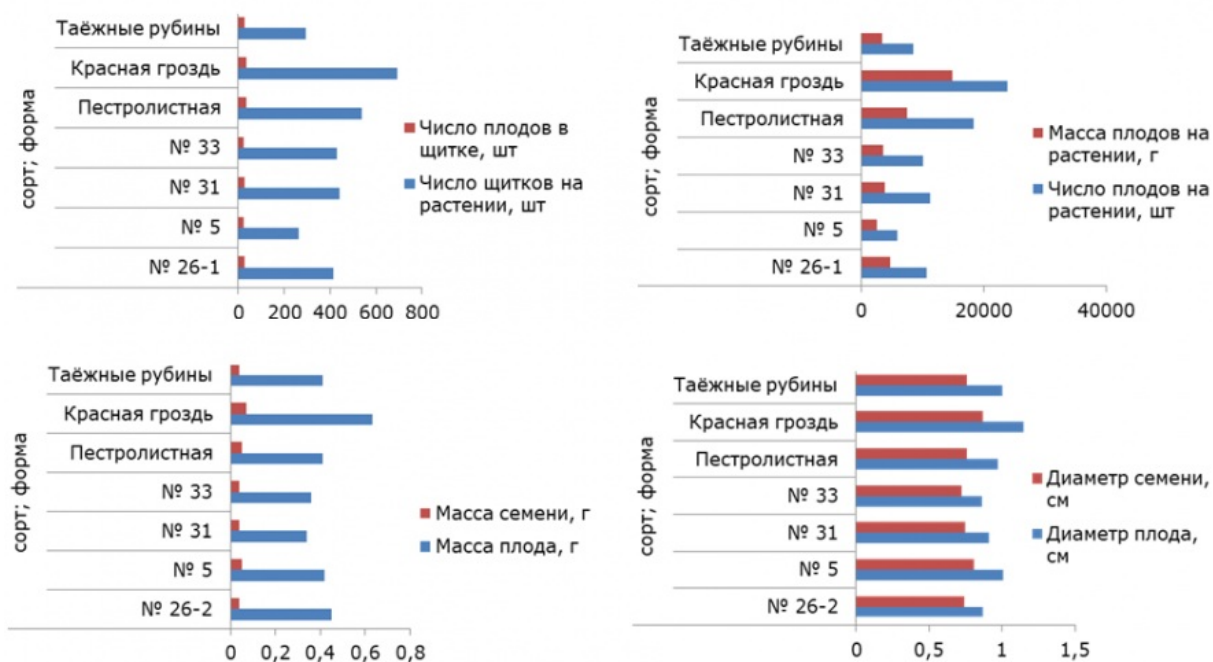 сорт; форма
Таёжные рубины
Красная гроздь
Пестролистная
№ 33
№ 31
№ 5
№ 26-1
0 200 400 600 800
Число плодов в
щитке, шт
Число щитков на
растении, шт
сорт; форма
Таёжные рубины
Красная гроздь
Пестролистная
№ 33
№ 31
№ 5
№ 26-1
0 20000 40000
Масса плодов на
растении, г
Число плодов на
растении, шт
сорт; форма
Таёжные рубины
Красная гроздь
Пестролистная
№ 33
№ 31
№ 5
№ 26-2
0 0,2 0,4 0,6 0,8
Масса семени, г
Масса плода, г
сорт; форма
Таёжные рубины
Красная гроздь
Пестролистная
№ 33
№ 31
№ 5
№ 26-2
0 0,5 1 1,5
Диаметр семени,
см
Диаметр плода,
см